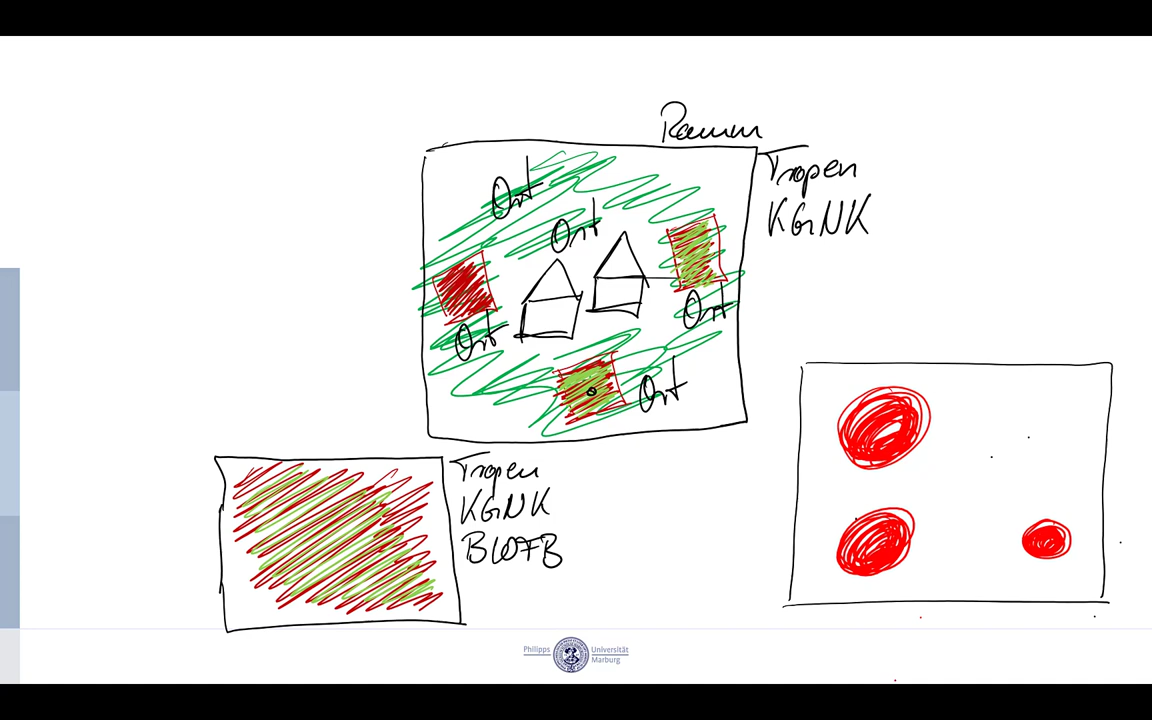 Raum
Tropen
KGNK
Ort
Ort
Ort
Ort
Ort
Tropen
KGNK
BWFB
Philipps Universität
Marburg